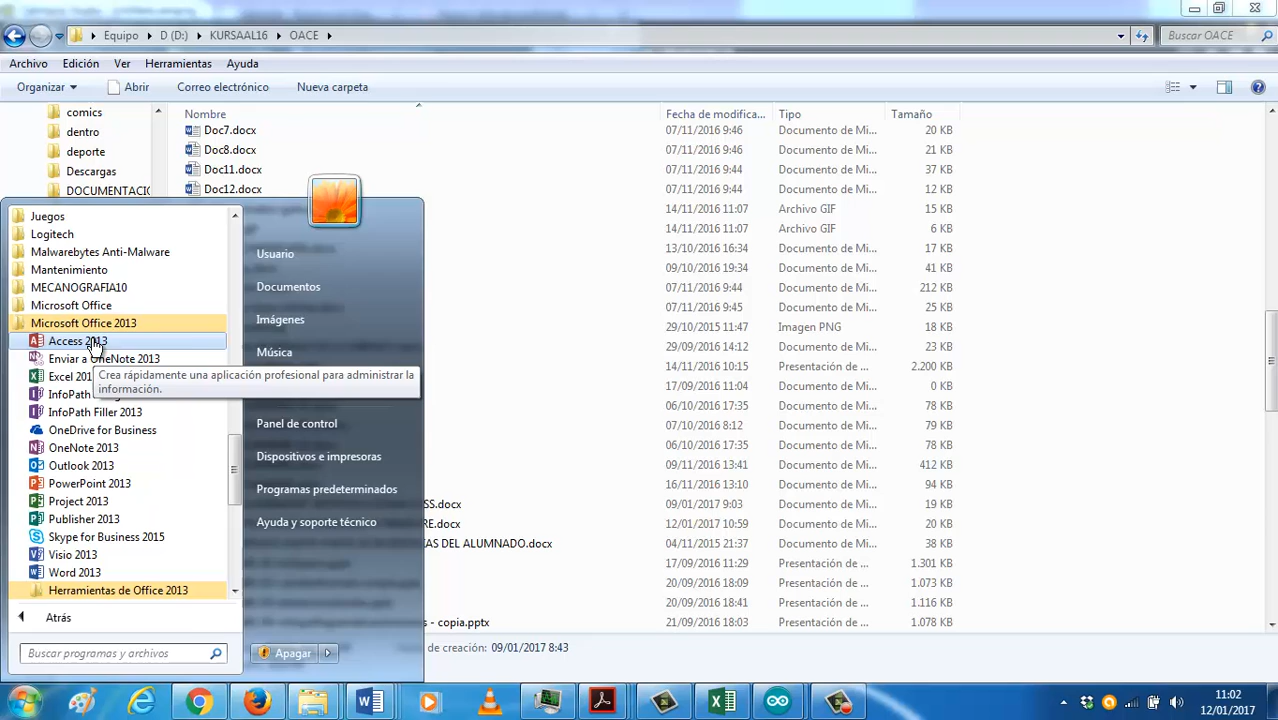 Equipo ▸ D (D:) ▸ KURSAAL16 ▸ OACE ▸
Buscar OACE
Archivo Edición Ver Herramientas Ayuda
Organizar Abrir Correo electrónico Nueva carpeta
Nombre Fecha de modifica... Tipo Tamaño
comics
dentro
deporte
Descargas
DOCUMENTACIO
Doc7.docx 07/11/2016 9:46 Documento de Mi... 20 KB
Doc8.docx 07/11/2016 9:46 Documento de Mi... 21 KB
Doc11.docx 07/11/2016 9:44 Documento de Mi... 37 KB
Doc12.docx 07/11/2016 9:44 Documento de Mi... 12 KB
14/11/2016 11:07 Archivo GIF 15 KB
14/11/2016 11:07 Archivo GIF 6 KB
13/10/2016 16:34 Documento de Mi... 17 KB
09/10/2016 19:34 Documento de Mi... 41 KB
07/11/2016 9:46 Documento de Mi... 212 KB
07/11/2016 9:45 Documento de Mi... 25 KB
29/10/2015 11:47 Imagen PNG 44 KB
14/10/2016 11:15 Presentación de... 2.200 KB
17/09/2016 11:04 Documento de Mi... 0 KB
06/10/2016 17:35 Documento de Mi... 78 KB
07/10/2016 8:12 Documento de Mi... 79 KB
06/10/2016 17:35 Documento de Mi... 78 KB
09/11/2016 13:41 Documento de Mi... 412 KB
16/11/2016 13:10 Documento de Mi... 94 KB
SS.docx 09/01/2017 9:03 Documento de Mi... 19 KB
RE.docx 12/01/2017 10:59 Documento de Mi... 20 KB
IAS DEL ALUMNADO.docx 04/11/2015 21:37 Documento de Mi... 38 KB
17/09/2016 11:29 Presentación de... 1.301 KB
20/09/2016 18:09 Presentación de... 1.073 KB
20/09/2016 18:41 Presentación de... 1.116 KB
- copia.pptx 21/09/2016 18:03 Presentación de... 1.078 KB
de creación: 09/01/2017 8:43
Juegos
Logitech
Malwarebytes Anti-Malware
Mantenimiento
MECANOGRAFIA10
Microsoft Office
Microsoft Office 2013
Access 2013
Enviar a OneNote 2013
Excel 201
Crea rápidamente una aplicación profesional para administrar la
información.
InfoPath
InfoPath Filler 2013
OneDrive for Business
OneNote 2013
Outlook 2013
PowerPoint 2013
Project 2013
Publisher 2013
Skype for Business 2015
Visio 2013
Word 2013
Herramientas de Office 2013
Atrás
Buscar programas y archivos
Usuario
Documentos
Imágenes
Música
Panel de control
Dispositivos e impresoras
Programas predeterminados
Ayuda y soporte técnico
Apagar
11:02
12/01/2017